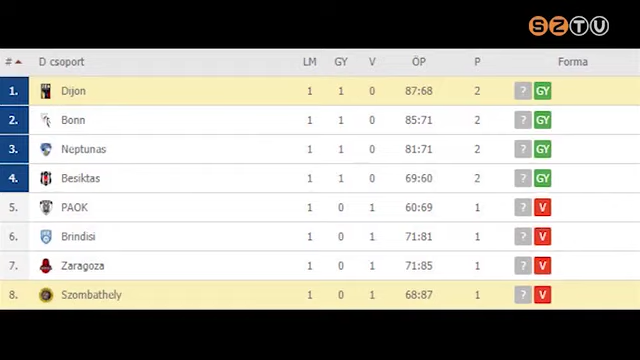 SZTV
# D csoport LM GY V ÖP P Forma
1. Dijon 1 1 0 87:68 2 ? GY
2. Bonn 1 1 0 85:71 2 ? GY
3. Neptunas 1 1 0 81:71 2 ? GY
4. Besiktas 1 1 0 69:60 2 ? GY
5. PAOK 1 0 1 60:69 1 ? V
6. Brindisi 1 0 1 71:81 1 ? V
7. Zaragoza 1 0 1 71:85 1 ? V
8. Szombathely 1 0 1 68:87 1 ? V